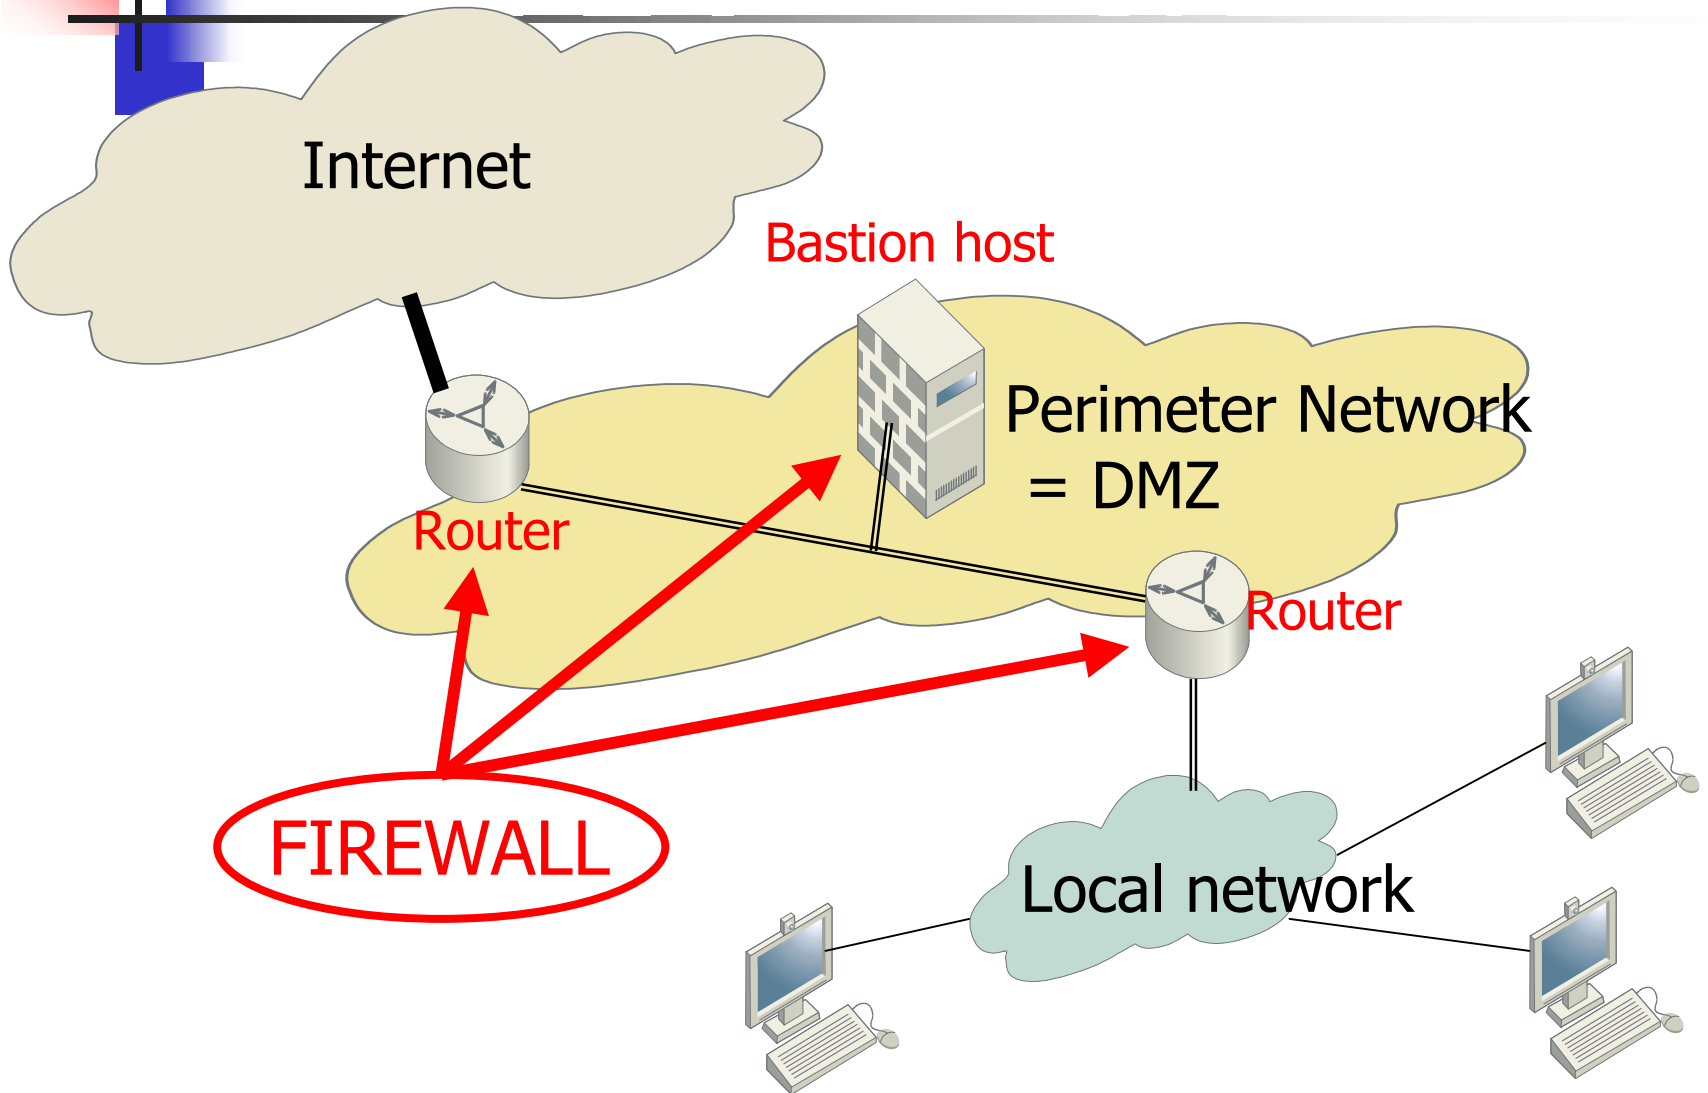 Internet
Bastion host
Perimeter Network
= DMZ
Router
Router
FIREWALL
Local network